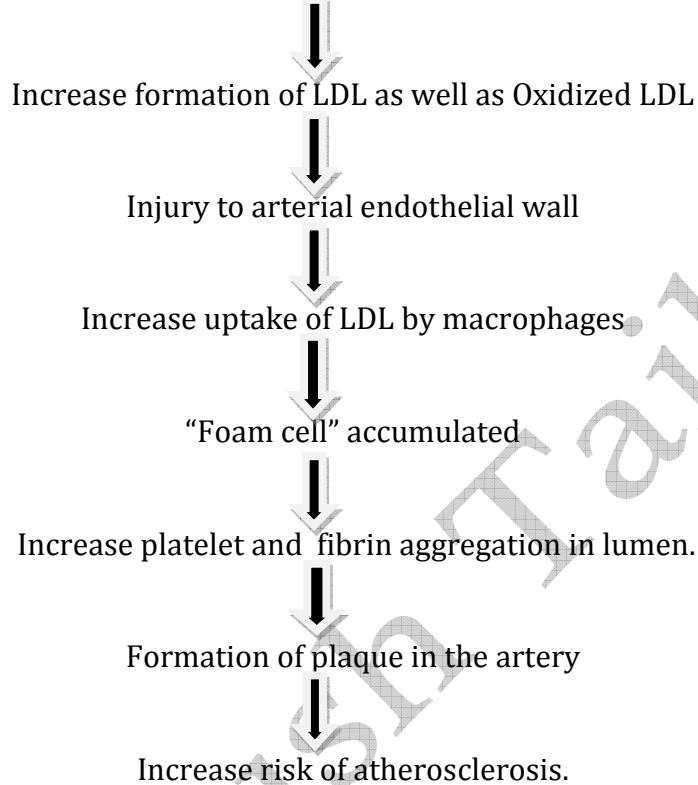 Increase formation of LDL as well as Oxidized LDL
Injury to arterial endothelial wall
Increase uptake of LDL by macrophages
“Foam cell” accumulated
Increase platelet and fibrin aggregation in lumen.
Formation of plaque in the artery
Increase risk of atherosclerosis.